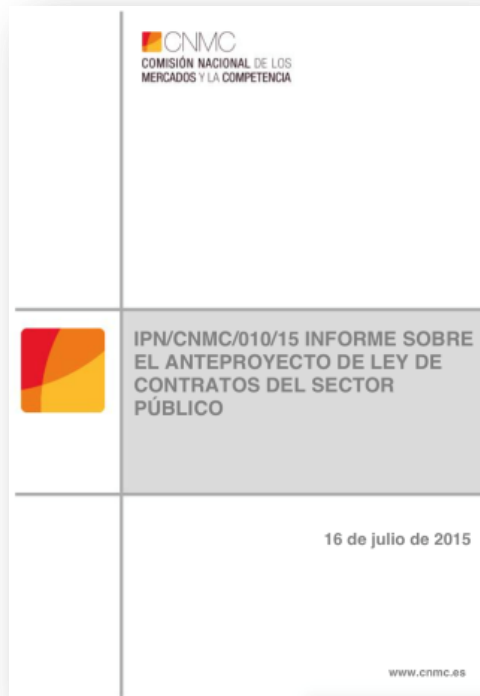 CNMC
COMISIÓN NACIONAL DE LOS
MERCADOS Y LA COMPETENCIA
IPN/CNMC/010/15 INFORME SOBRE
EL ANTEPROYECTO DE LEY DE
CONTRATOS DEL SECTOR
PÚBLICO
16 de julio de 2015
www.cnmc.es